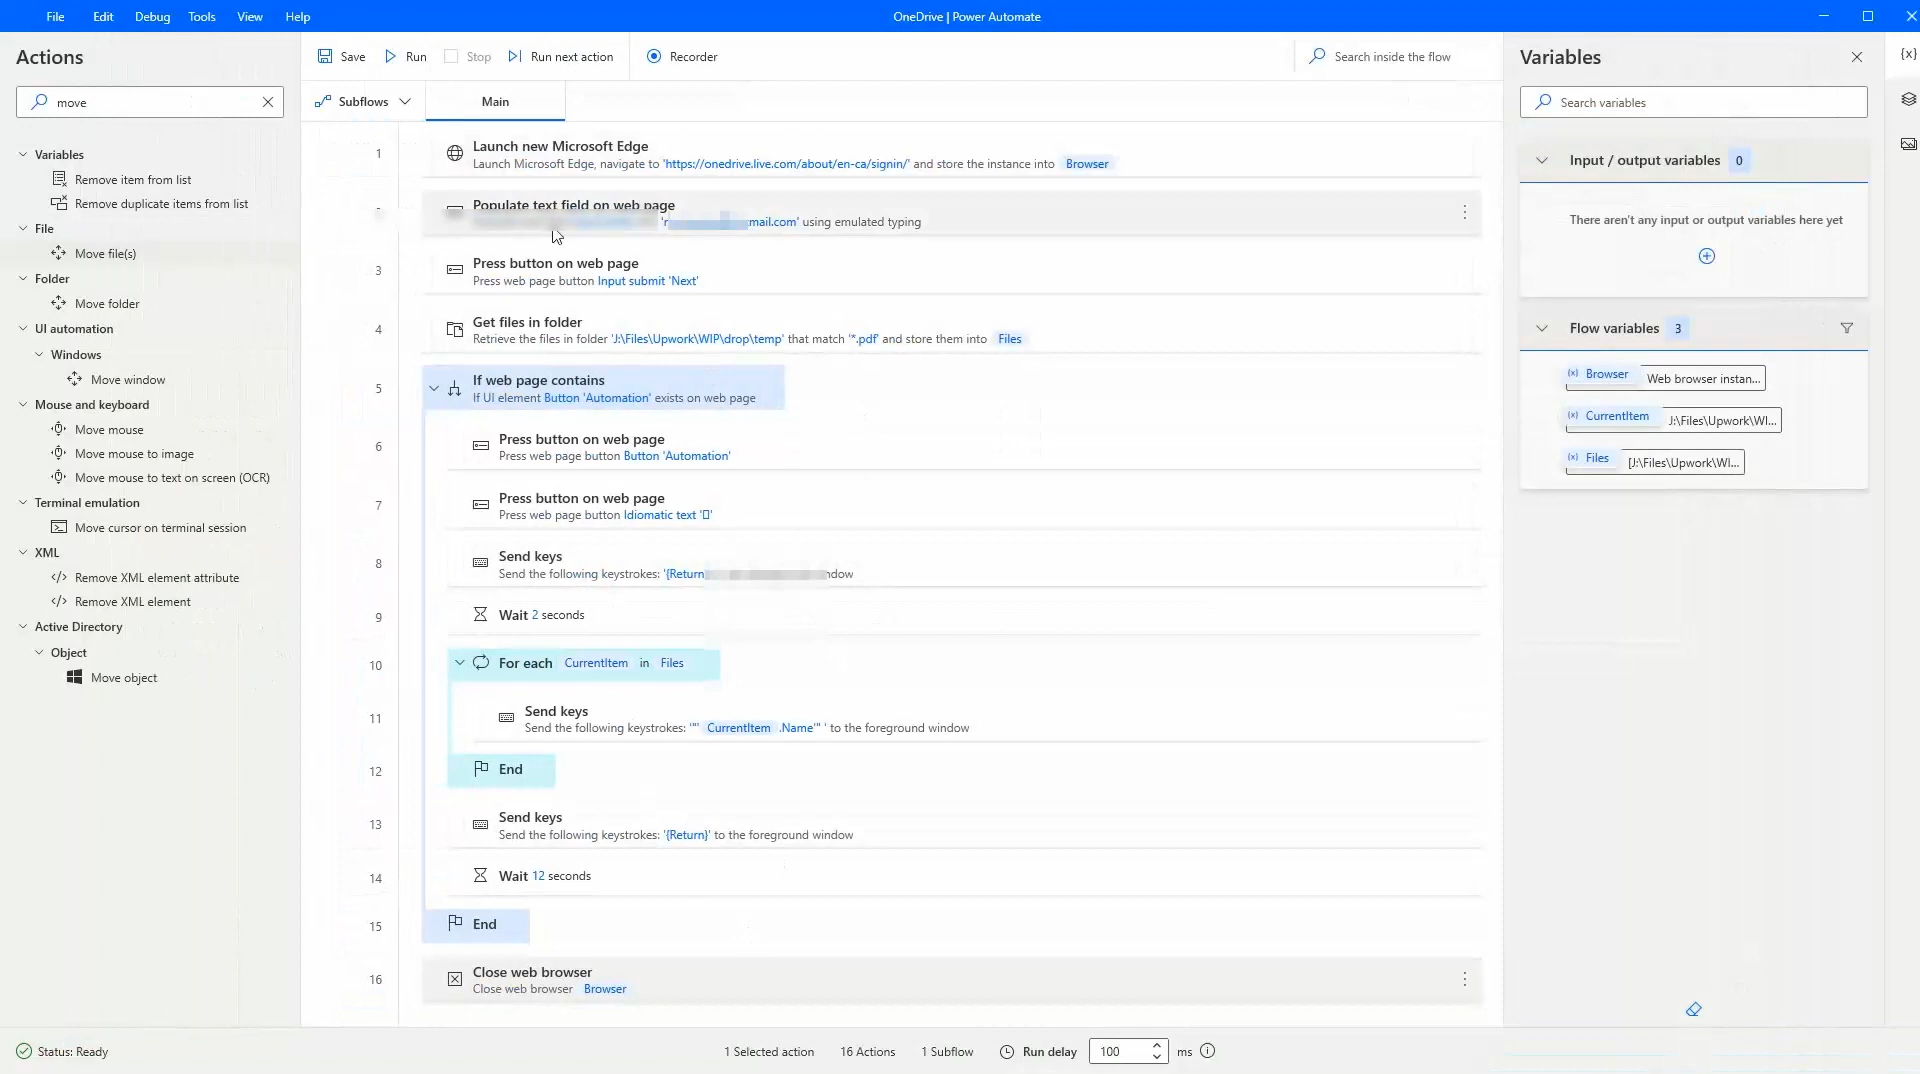 File Edit Debug Tools View Help
OneDrive | Power Automate
Actions
move
Variables
Remove item from list
Remove duplicate items from list
File
Move file(s)
Folder
Move folder
UI automation
Windows
Move window
Mouse and keyboard
Move mouse
Move mouse to image
Move mouse to text on screen (OCR)
Terminal emulation
Move cursor on terminal session
XML
Remove XML element attribute
Remove XML element
Active Directory
Object
Move object
Save Run Stop Run next action Recorder Search inside the flow
Subflows Main
1 Launch new Microsoft Edge
Launch Microsoft Edge, navigate to 'https://onedrive.live.com/about/en-ca/signin/' and store the instance into Browser
Populate text field on web page
'r mail.com' using emulated typing
3 Press button on web page
Press web page button Input submit 'Next'
4 Get files in folder
Retrieve the files in folder 'J:\Files\Upwork\WIP\drop\temp' that match '*.pdf' and store them into Files
5 If web page contains
If UI element Button 'Automation' exists on web page
6 Press button on web page
Press web page button Button 'Automation'
7 Press button on web page
Press web page button Idiomatic text '▯'
8 Send keys
Send the following keystrokes: '{Return ndow
9 Wait 2 seconds
10 For each CurrentItem in Files
11 Send keys
Send the following keystrokes: '"' CurrentItem .Name'" ' to the foreground window
12 End
13 Send keys
Send the following keystrokes: '{Return}' to the foreground window
14 Wait 12 seconds
15 End
16 Close web browser
Close web browser Browser
Variables
{x}
Search variables
Input / output variables 0
There aren't any input or output variables here yet
Flow variables 3
(x) Browser Web browser instan...
(x) CurrentItem J:\Files\Upwork\WI...
(x) Files [J:\Files\Upwork\WI...
Status: Ready
1 Selected action 16 Actions 1 Subflow Run delay 100 ms